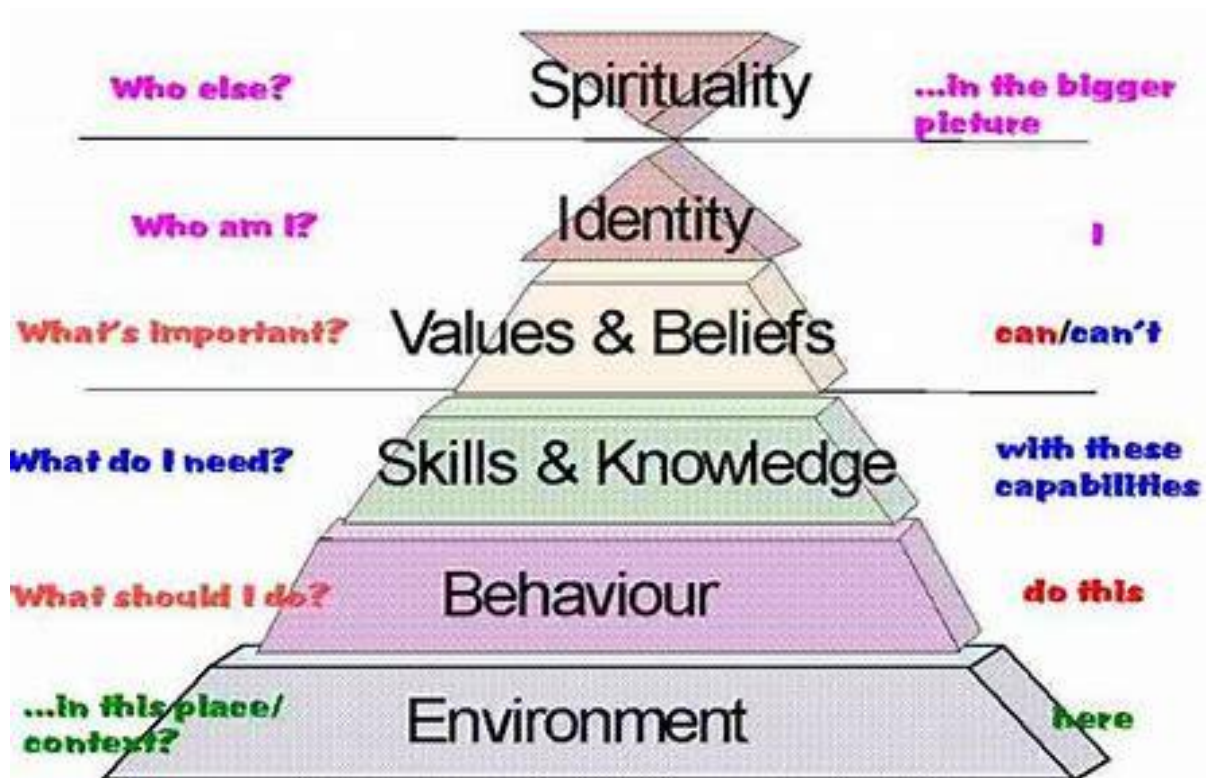 Who else? Spirituality ...in the bigger
picture
Who am I? Identity I
What's important? Values & Beliefs can/can't
What do I need? Skills & Knowledge with these
capabilities
What should I do? Behaviour do this
...in this place/
context? Environment here